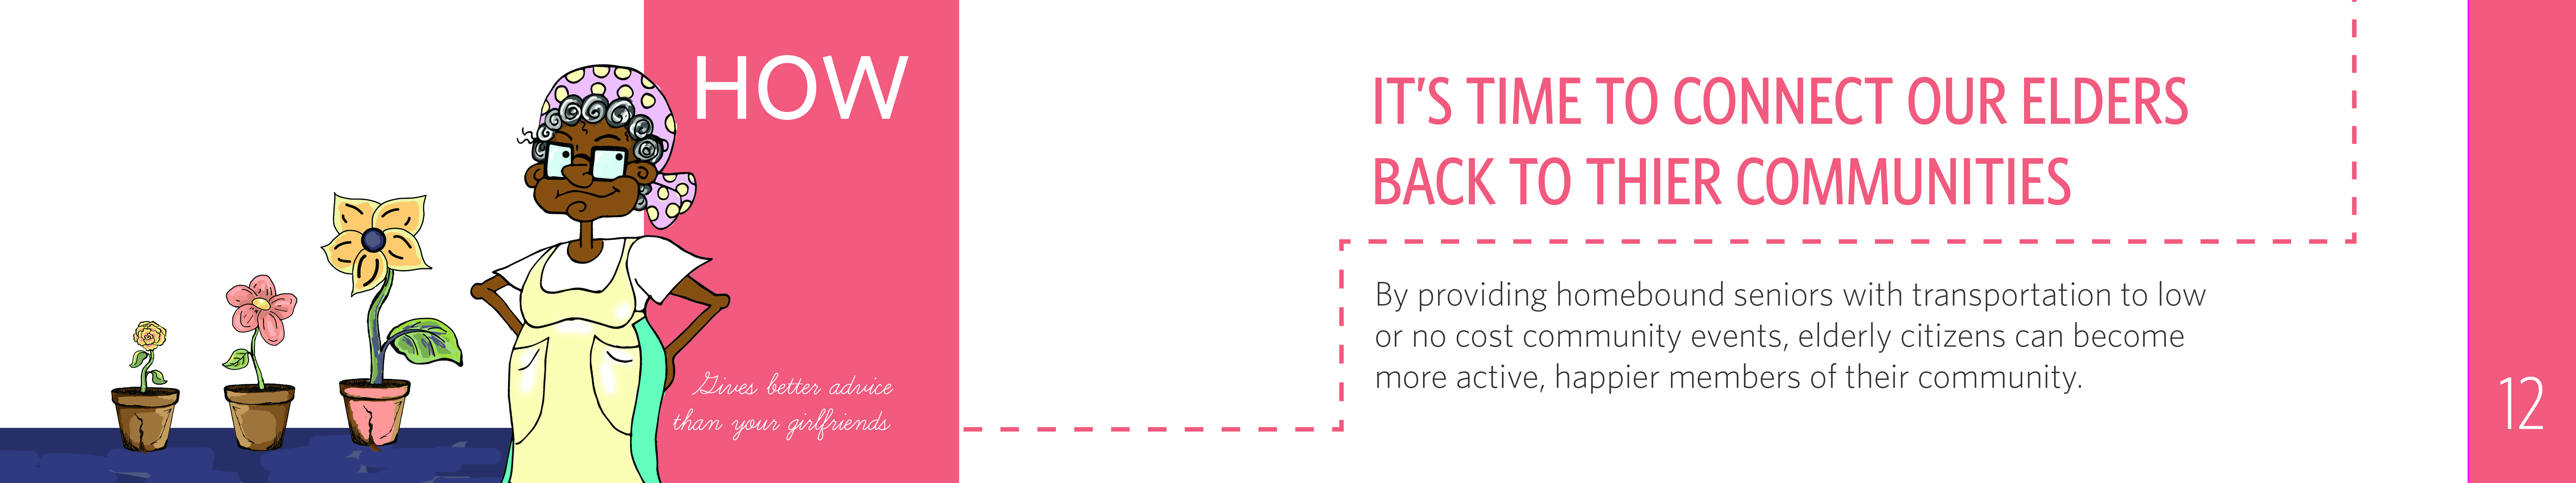 HOW
Gives better advice
than your girlfriends
IT'S TIME TO CONNECT OUR ELDERS
BACK TO THIER COMMUNITIES
By providing homebound seniors with transportation to low
or no cost community events, elderly citizens can become
more active, happier members of their community.
12